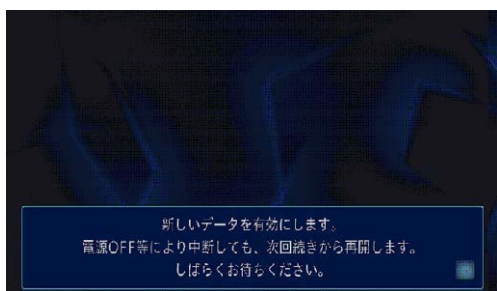 新しいデータを有効にします。
電源OFF等により中断しても、次回続きから再開します。
しばらくお待ちください。